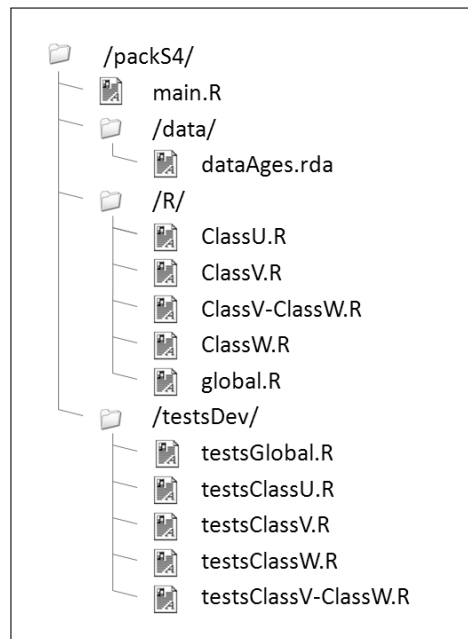 /packS4/
main.R
/data/
dataAges.rda
/R/
ClassU.R
ClassV.R
ClassV-ClassW.R
ClassW.R
global.R
/testsDev/
testsGlobal.R
testsClassU.R
testsClassV.R
testsClassW.R
testsClassV-ClassW.R